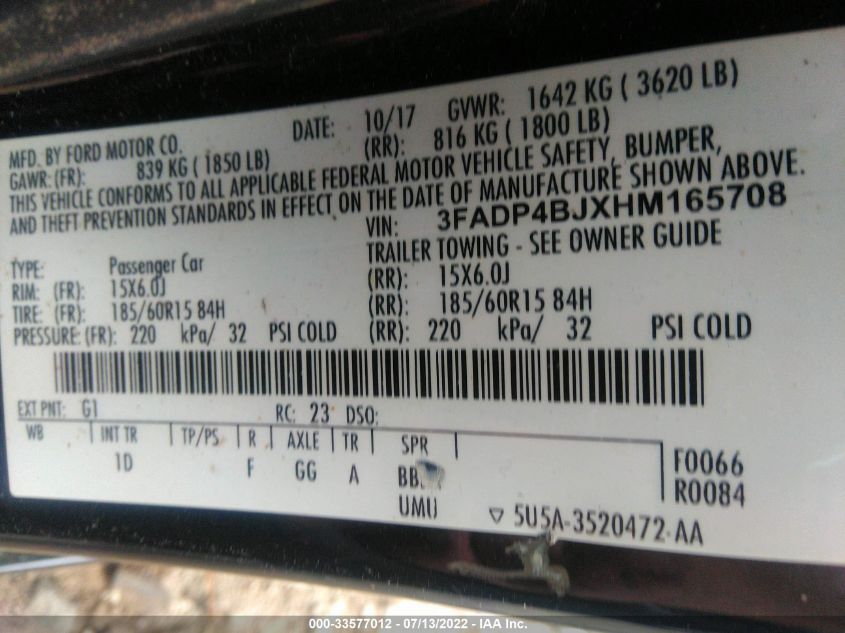 MFD. BY FORD MOTOR CO. DATE: 10/17 GVWR: 1642 KG ( 3620 LB)
GAWR:(FR): 839 KG ( 1850 LB) (RR): 816 KG ( 1800 LB)
THIS VEHICLE CONFORMS TO ALL APPLICABLE FEDERAL MOTOR VEHICLE SAFETY, BUMPER,
AND THEFT PREVENTION STANDARDS IN EFFECT ON THE DATE OF MANUFACTURE SHOWN ABOVE.
VIN: 3FADP4BJXHM165708
TYPE: Passenger Car TRAILER TOWING - SEE OWNER GUIDE
RIM: (FR): 15X6.0J (RR): 15X6.0J
TIRE: (FR): 185/60R15 84H (RR): 185/60R15 84H
PRESSURE: (FR): 220 kPa/ 32 PSI COLD (RR): 220 kPa/ 32 PSI COLD
EXT PNT: G1 RC: 23 DSO:
WB INT TR TP/PS R AXLE TR SPR
1D F GG A BB
UMU
F0066
R0084
5U5A-3520472-AA
000-33577012 - 07/13/2022 - IAA Inc.